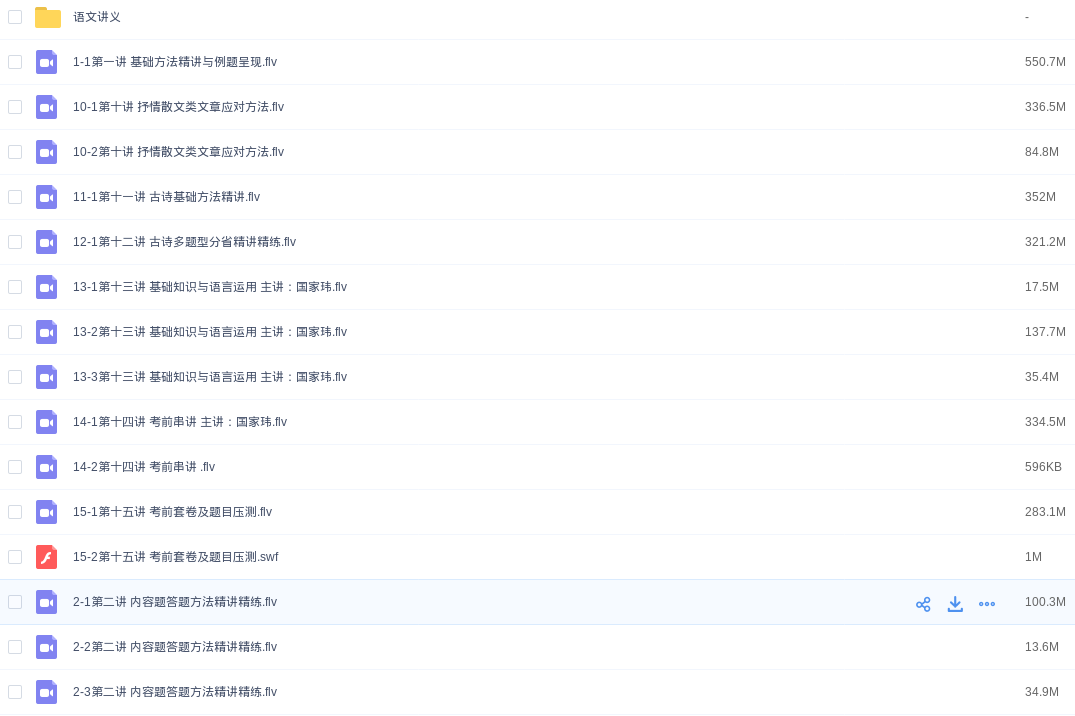 语文讲义 -
1-1第一讲 基础方法精讲与例题呈现.flv 550.7M
10-1第十讲 抒情散文类文章应对方法.flv 336.5M
10-2第十讲 抒情散文类文章应对方法.flv 84.8M
11-1第十一讲 古诗基础方法精讲.flv 352M
12-1第十二讲 古诗多题型分省精讲精练.flv 321.2M
13-1第十三讲 基础知识与语言运用 主讲：国家玮.flv 17.5M
13-2第十三讲 基础知识与语言运用 主讲：国家玮.flv 137.7M
13-3第十三讲 基础知识与语言运用 主讲：国家玮.flv 35.4M
14-1第十四讲 考前串讲 主讲：国家玮.flv 334.5M
14-2第十四讲 考前串讲 .flv 596KB
15-1第十五讲 考前套卷及题目压测.flv 283.1M
15-2第十五讲 考前套卷及题目压测.swf 1M
2-1第二讲 内容题答题方法精讲精练.flv 100.3M
2-2第二讲 内容题答题方法精讲精练.flv 13.6M
2-3第二讲 内容题答题方法精讲精练.flv 34.9M